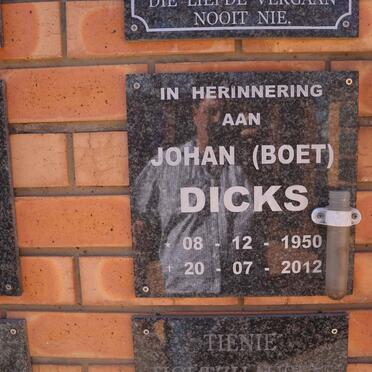 DIE LIEFDE VERGAAN
NOOIT NIE.
IN HERINNERING
AAN
JOHAN (BOET)
DICKS
* 08 - 12 - 1950
+ 20 - 07 - 2012
TIENIE